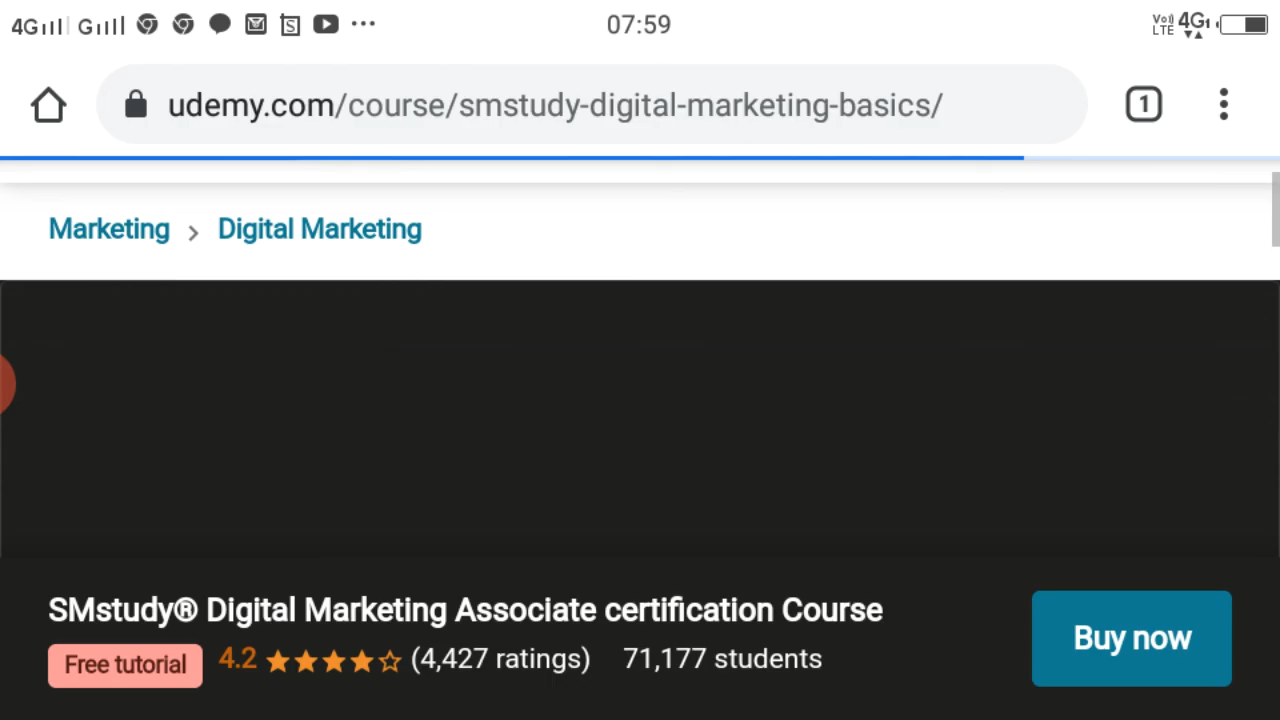 4G G 07:59 Vo) LTE 4G
udemy.com/course/smstudy-digital-marketing-basics/ 1
Marketing > Digital Marketing
SMstudy® Digital Marketing Associate certification Course
Free tutorial 4.2 (4,427 ratings) 71,177 students
Buy now